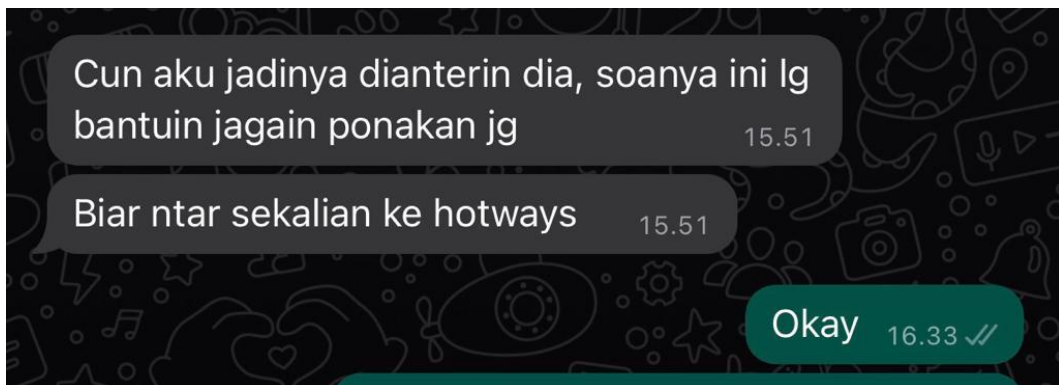 Cun aku jadinya dianterin dia, soanya ini lg
bantuin jagain ponakan jg
15.51
Biar ntar sekalian ke hotways
15.51
Okay
16.33